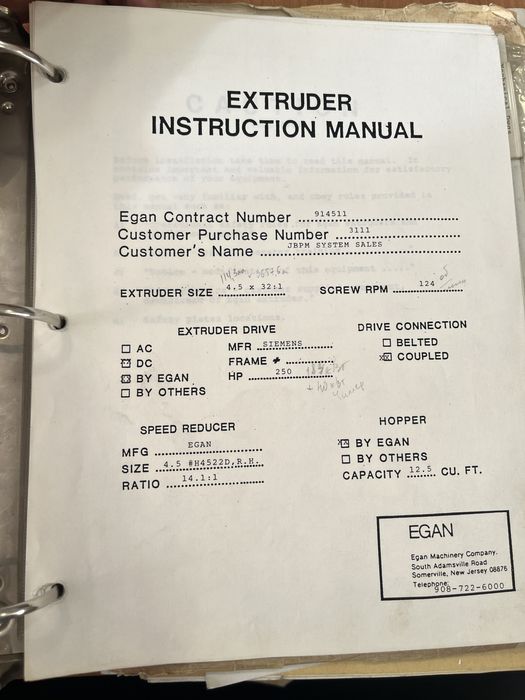 EXTRUDER
INSTRUCTION MANUAL
Egan Contract Number 914511
Customer Purchase Number 3111
Customer's Name JBPM SYSTEM SALES
EXTRUDER SIZE 4.5 x 32:1 SCREW RPM 124
EXTRUDER DRIVE
☐ AC
☒ DC
☒ BY EGAN
☐ BY OTHERS
MFR SIEMENS
FRAME #
HP 250
DRIVE CONNECTION
☐ BELTED
☒ COUPLED
SPEED REDUCER
MFG EGAN
SIZE 4.5 #H4522D,R.H.
RATIO 14.1:1
HOPPER
☒ BY EGAN
☐ BY OTHERS
CAPACITY 12.5 CU. FT.
EGAN
Egan Machinery Company.
South Adamsville Road
Somerville, New Jersey 08876
Telephone:
908-722-6000